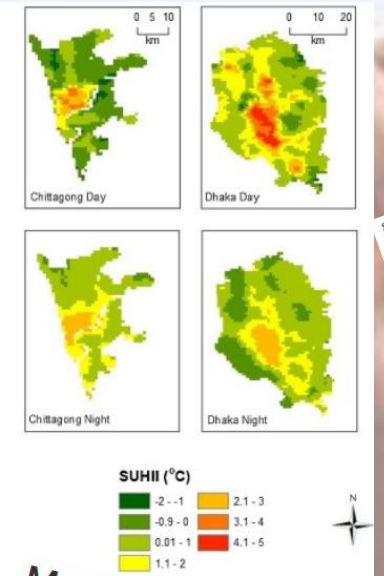 0 5 10
km
Chittagong Day
0 10 20
km
Dhaka Day
Chittagong Night
Dhaka Night
SUHII (°C)
-2 - -1
-0.9 - 0
0.01 - 1
1.1 - 2
2.1 - 3
3.1 - 4
4.1 - 5
N